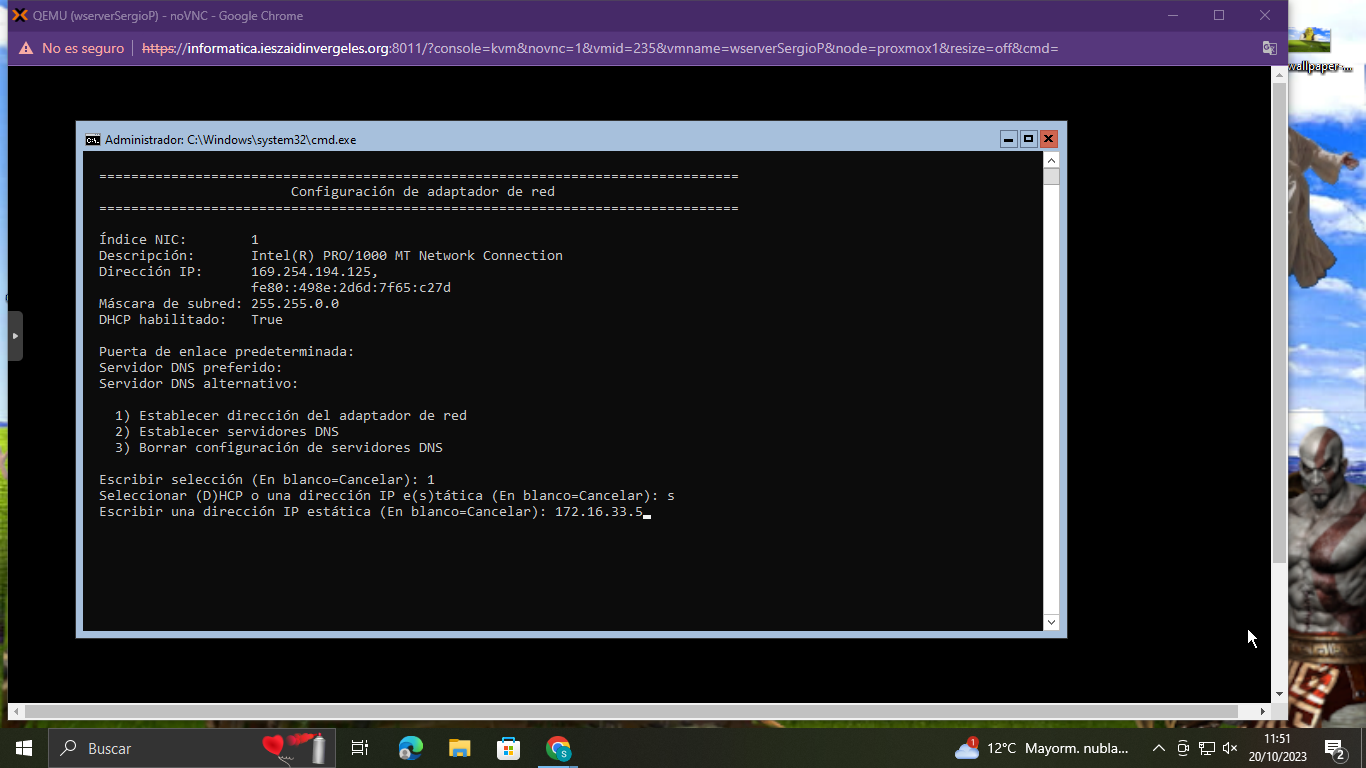 QEMU (wserverSergioP) - noVNC - Google Chrome
No es seguro
https://informatica.ieszaidinvergeles.org:8011/?console=kvm&novnc=1&vmid=235&vmname=wserverSergioP&node=proxmox1&resize=off&cmd=
wallpaper-...
Administrador: C:\Windows\system32\cmd.exe
================================================================================
Configuración de adaptador de red
================================================================================
Índice NIC: 1
Descripción: Intel(R) PRO/1000 MT Network Connection
Dirección IP: 169.254.194.125,
fe80::498e:2d6d:7f65:c27d
Máscara de subred: 255.255.0.0
DHCP habilitado: True
Puerta de enlace predeterminada:
Servidor DNS preferido:
Servidor DNS alternativo:
1) Establecer dirección del adaptador de red
2) Establecer servidores DNS
3) Borrar configuración de servidores DNS
Escribir selección (En blanco=Cancelar): 1
Seleccionar (D)HCP o una dirección IP e(s)tática (En blanco=Cancelar): s
Escribir una dirección IP estática (En blanco=Cancelar): 172.16.33.5
Buscar
1
12°C Mayorm. nubla...
11:51
20/10/2023
2